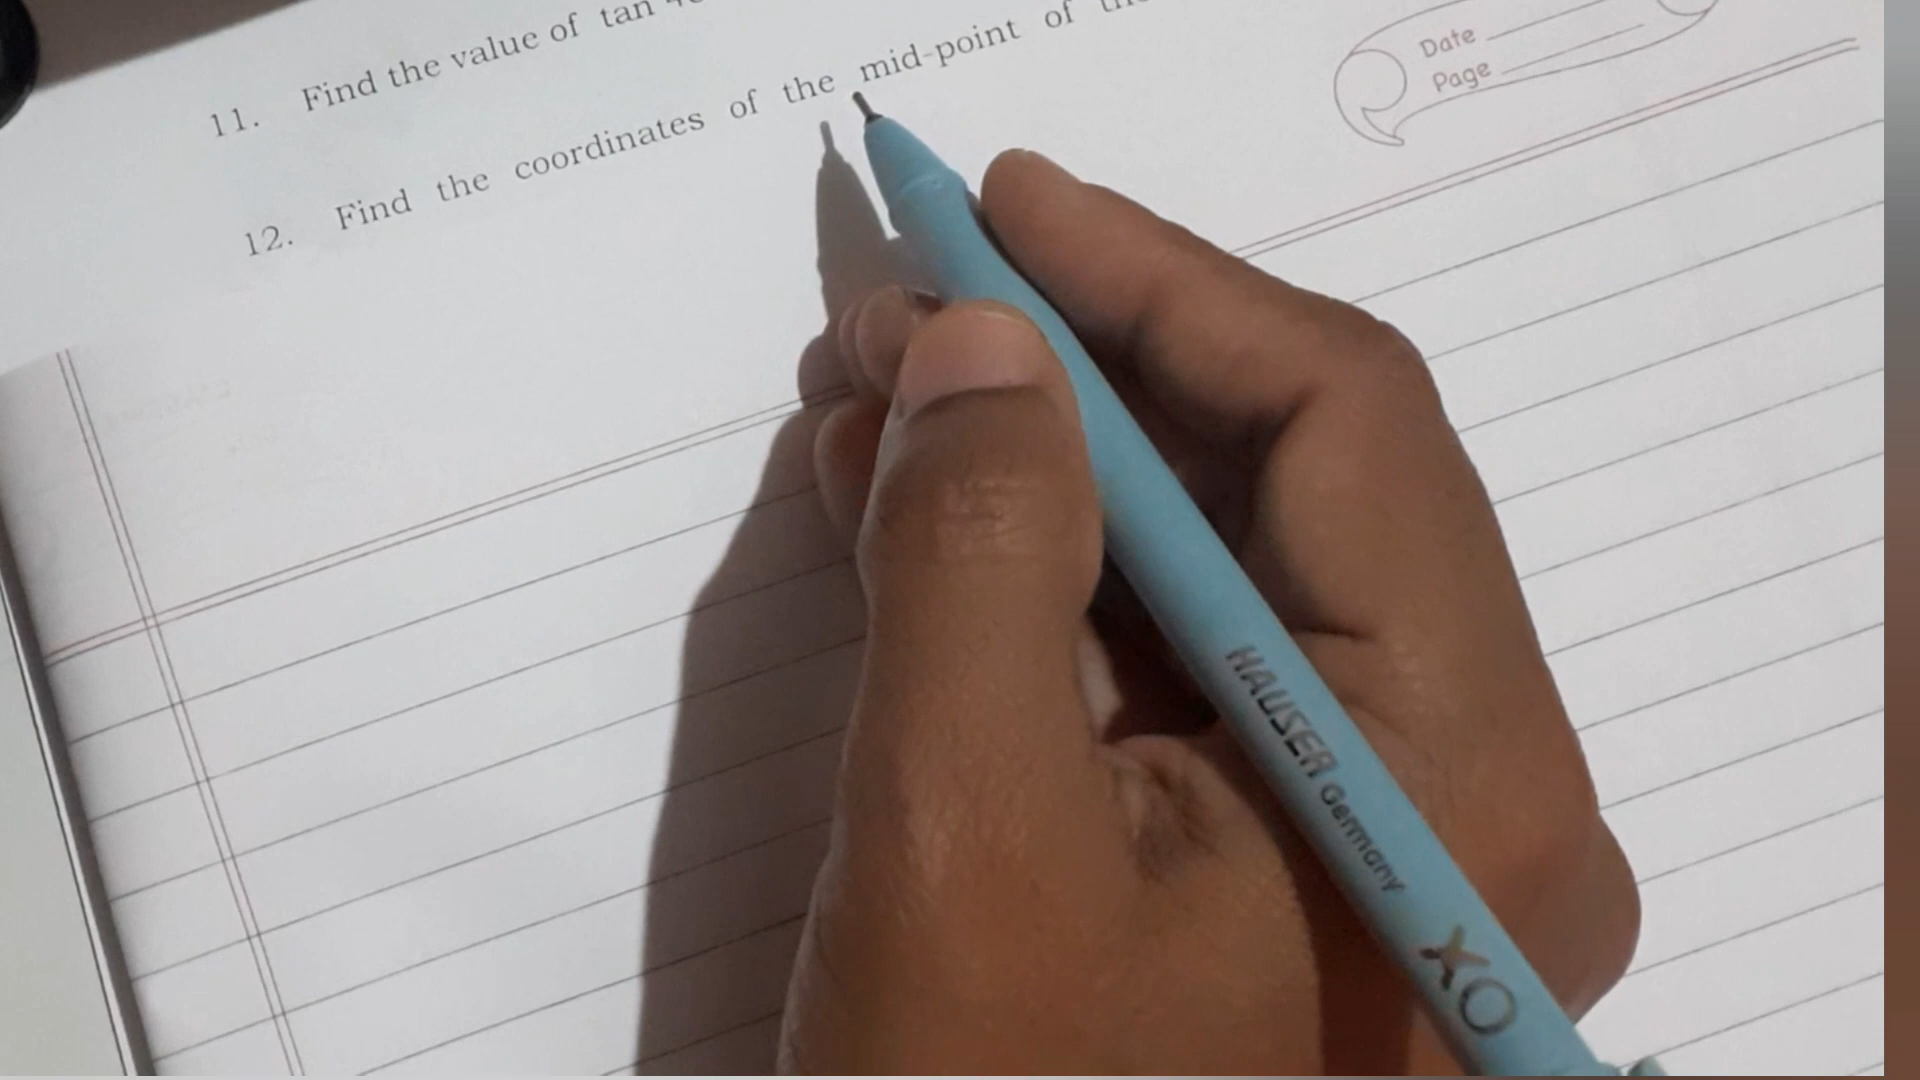 11. Find the value of tan
12. Find the coordinates of the mid-point of
Date
Page
HAUSER Germany
XO